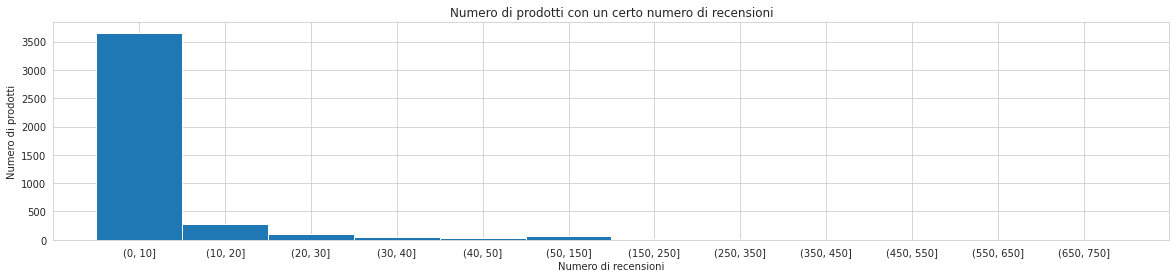 Numero di prodotti con un certo numero di recensioni
Numero di prodotti
3500
3000
2500
2000
1500
1000
500
0
(0, 10] (10, 20] (20, 30] (30, 40] (40, 50] (50, 150] (150, 250] (250, 350] (350, 450] (450, 550] (550, 650] (650, 750]
Numero di recensioni